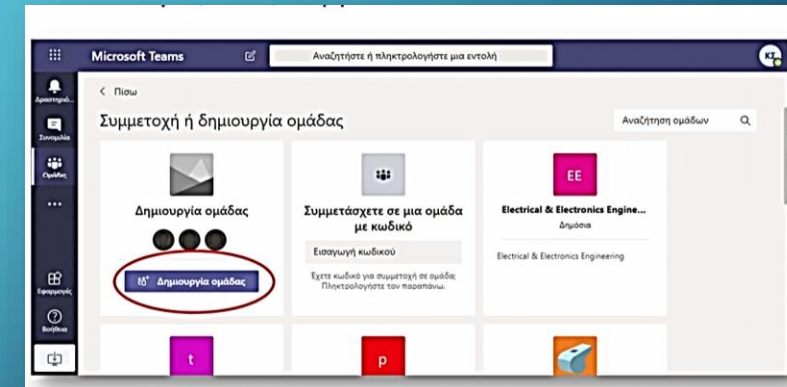 Microsoft Teams
Αναζητήστε ή πληκτρολογήστε μια εντολή
ΚΣ
Δραστηριό...
Συνομιλία
Ομάδες
Εφαρμογές
Βοήθεια
< Πίσω
Συμμετοχή ή δημιουργία ομάδας
Αναζήτηση ομάδων
Δημιουργία ομάδας
Δημιουργία ομάδας
Συμμετάσχετε σε μια ομάδα
με κωδικό
Εισαγωγή κωδικού
Έχετε κωδικό για συμμετοχή σε ομάδα;
Πληκτρολογήστε τον παραπάνω.
EE
Electrical & Electronics Engine...
Δημόσια
Electrical & Electronics Engineering
t
p